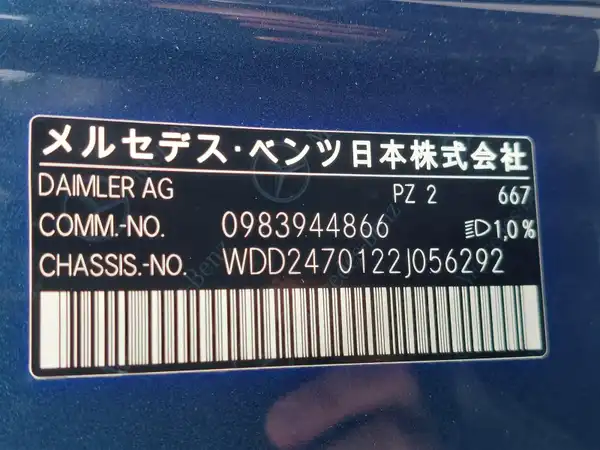 メルセデス・ベンツ日本株式会社
DAIMLER AG PZ 2 667
COMM.-NO. 0983944866 1,0%
CHASSIS.-NO. WDD2470122J056292